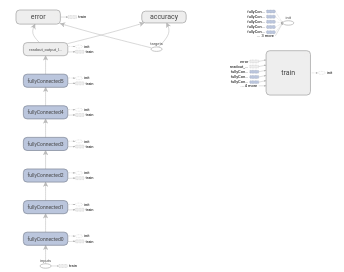 error
train
accuracy
readout_output_l...
init
train
targets
fullyConnected5
init
train
fullyConnected4
init
train
fullyConnected3
init
train
fullyConnected2
init
train
fullyConnected1
init
train
fullyConnected0
init
train
inputs
train
fullyCon...
fullyCon...
fullyCon...
fullyCon...
fullyCon...
... 3 more
init
error
readout_...
fullyCon...
fullyCon...
fullyCon...
... 4 more
train
init